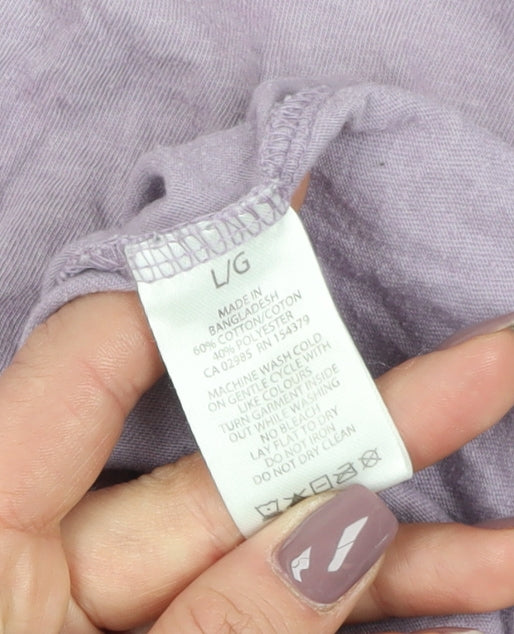 L/G
MADE IN
BANGLADESH
60% COTTON/COTON
40% POLYESTER
CA 02985 RN 154379
MACHINE WASH COLD
ON GENTLE CYCLE WITH
LIKE COLOURS
TURN GARMENT INSIDE
OUT WHILE WASHING
NO BLEACH
LAY FLAT TO DRY
DO NOT IRON
DO NOT DRY CLEAN